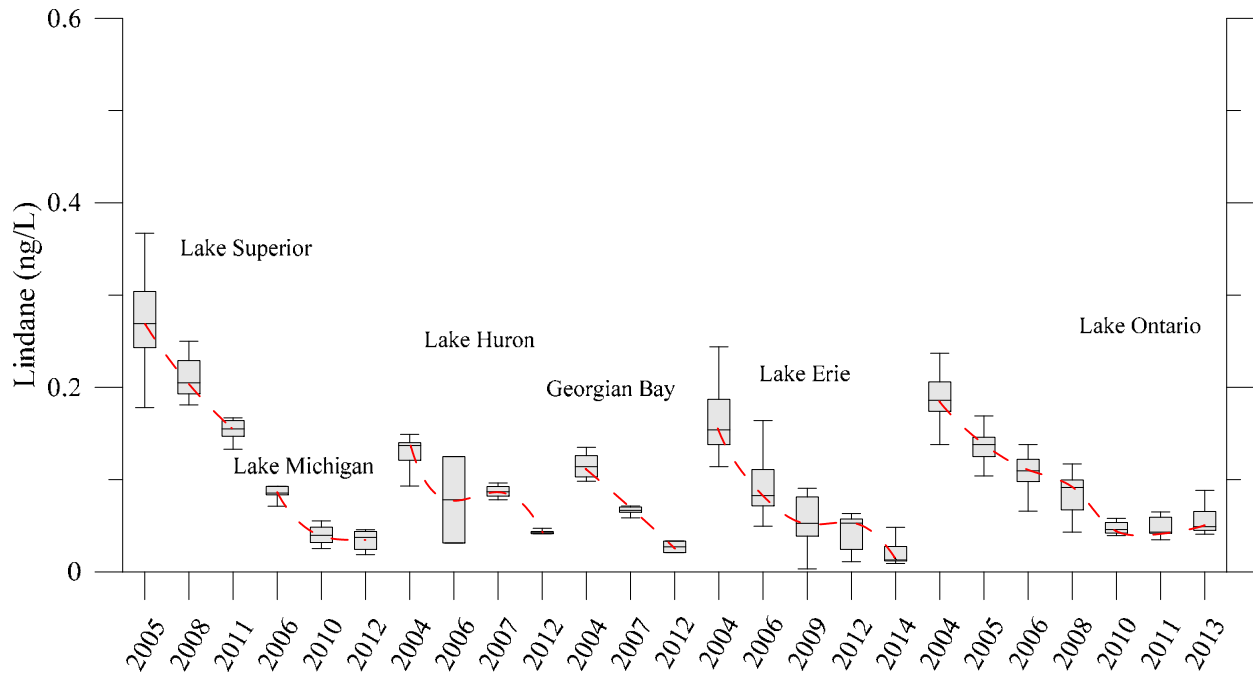 0.6
0.4
0.2
0
Lindane (ng/L)
Lake Superior
Lake Michigan
Lake Huron
Georgian Bay
Lake Erie
Lake Ontario
2005 2008 2011 2006 2010 2012 2004 2006 2007 2012 2004 2007 2012 2004 2006 2009 2012 2014 2004 2005 2006 2008 2010 2011 2013